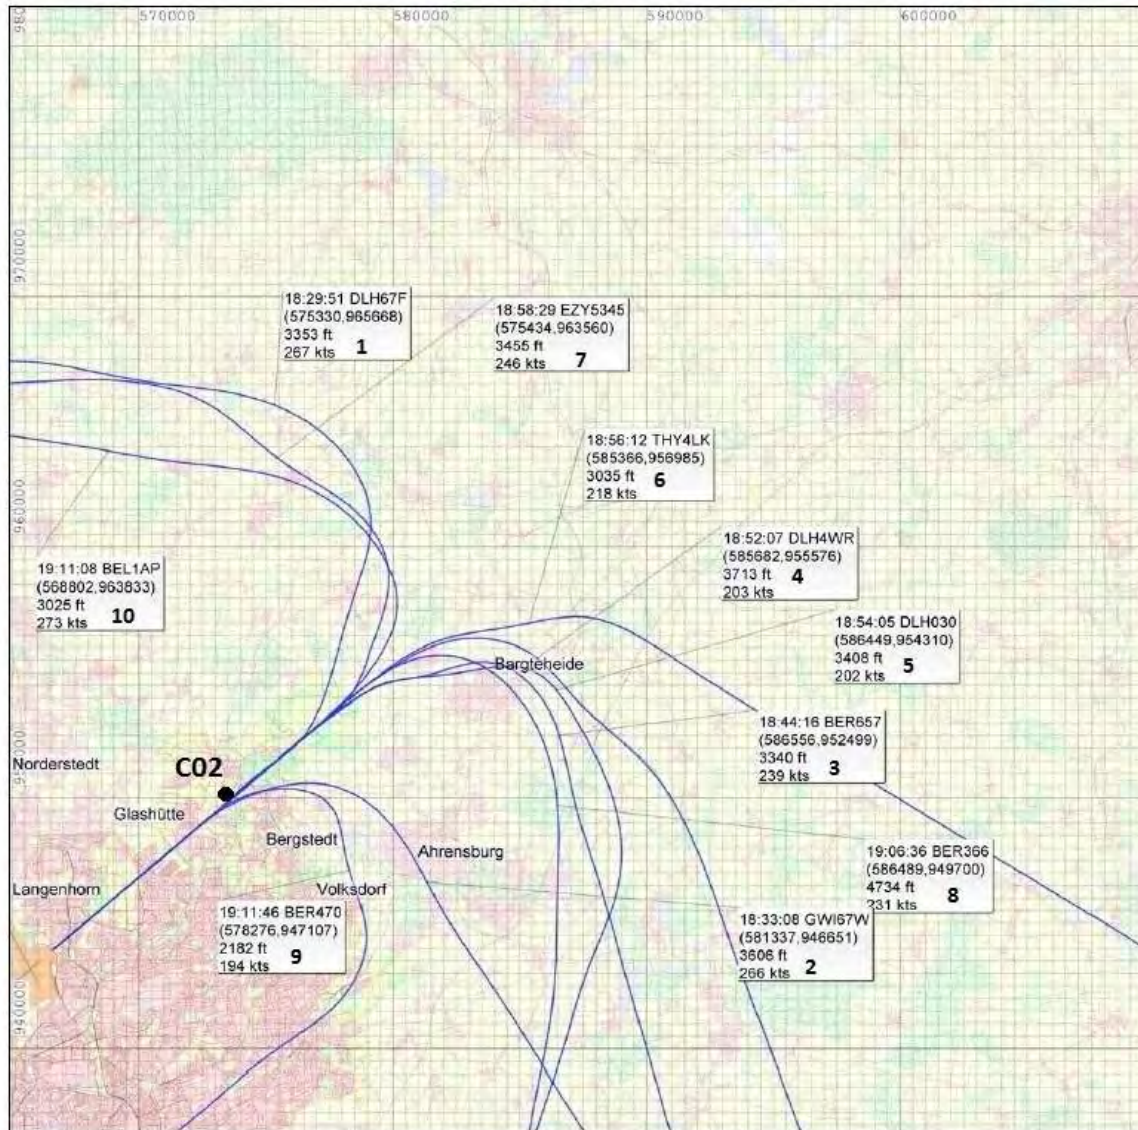 570000
580000
590000
600000
980
970000
960000
950000
940000
18:29:51 DLH67F
(575330,965668)
3353 ft
267 kts 1
18:58:29 EZY5345
(575434,963560)
3455 ft
246 kts 7
18:56:12 THY4LK
(585366,956985)
3035 ft
218 kts 6
18:52:07 DLH4WR
(585682,955576)
3713 ft
203 kts 4
19:11:08 BEL1AP
(568802,963833)
3025 ft
273 kts 10
18:54:05 DLH030
(586449,954310)
3408 ft
202 kts 5
Bargteheide
18:44:16 BER657
(586556,952499)
3340 ft
239 kts 3
Norderstedt
C02
Glashütte
Bergstedt
Ahrensburg
19:06:36 BER366
(586489,949700)
4734 ft
231 kts 8
Langenhorn
Volksdorf
19:11:46 BER470
(578276,947107)
2182 ft
194 kts 9
18:33:08 GWI67W
(581337,946651)
3606 ft
266 kts 2